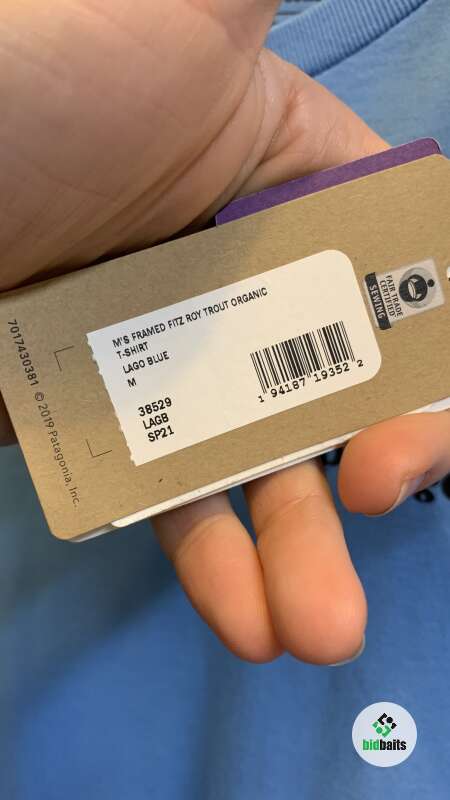 M'S FRAMED FITZ ROY TROUT ORGANIC
T-SHIRT
LAGO BLUE
M
38529
LAGB
SP21
1 94187 19352 2
FAIR TRADE
CERTIFIED
SEWING
7017430381 © 2019 Patagonia, Inc.
bidbaits